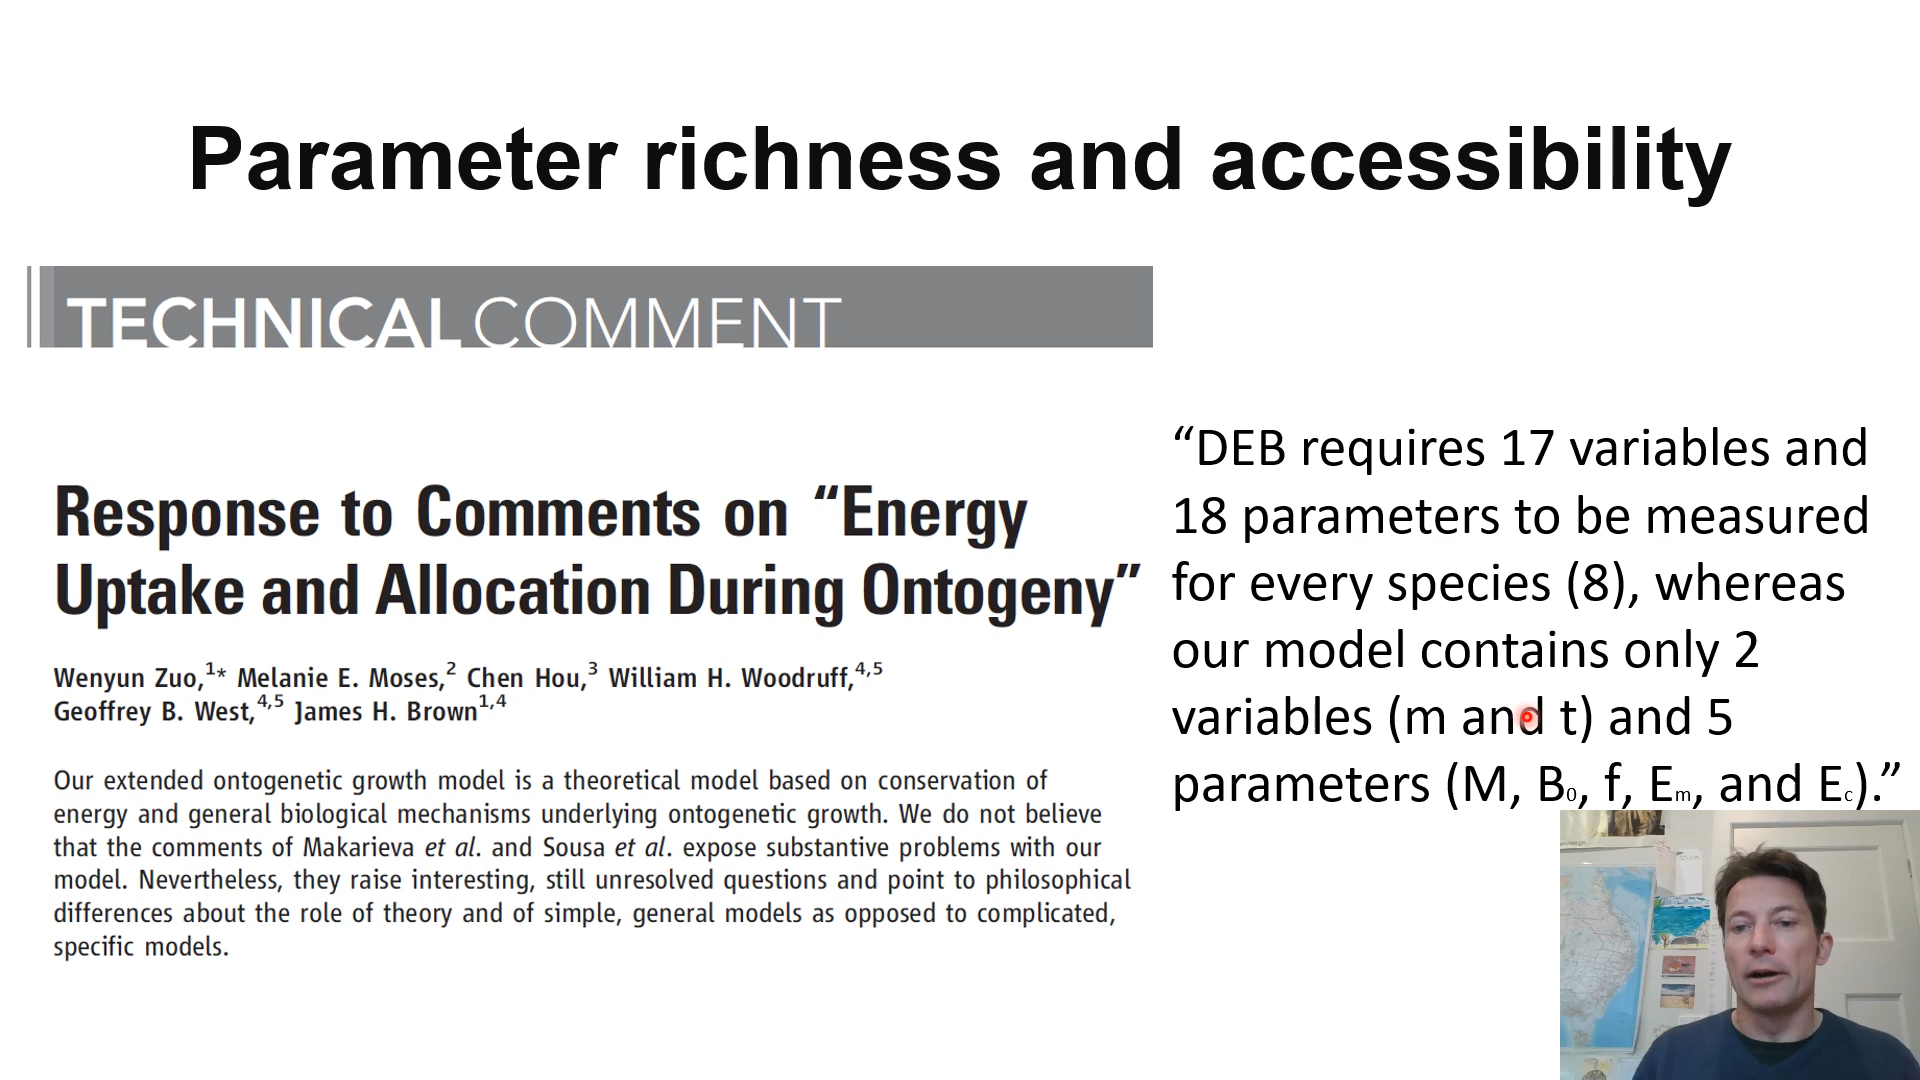 Parameter richness and accessibility
TECHNICAL COMMENT
Response to Comments on “Energy
Uptake and Allocation During Ontogeny”
Wenyun Zuo,1* Melanie E. Moses,2 Chen Hou,3 William H. Woodruff,4,5
Geoffrey B. West,4,5 James H. Brown1,4
Our extended ontogenetic growth model is a theoretical model based on conservation of
energy and general biological mechanisms underlying ontogenetic growth. We do not believe
that the comments of Makarieva et al. and Sousa et al. expose substantive problems with our
model. Nevertheless, they raise interesting, still unresolved questions and point to philosophical
differences about the role of theory and of simple, general models as opposed to complicated,
specific models.
“DEB requires 17 variables and
18 parameters to be measured
for every species (8), whereas
our model contains only 2
variables (m and t) and 5
parameters (M, B0, f, Em, and Ec).”